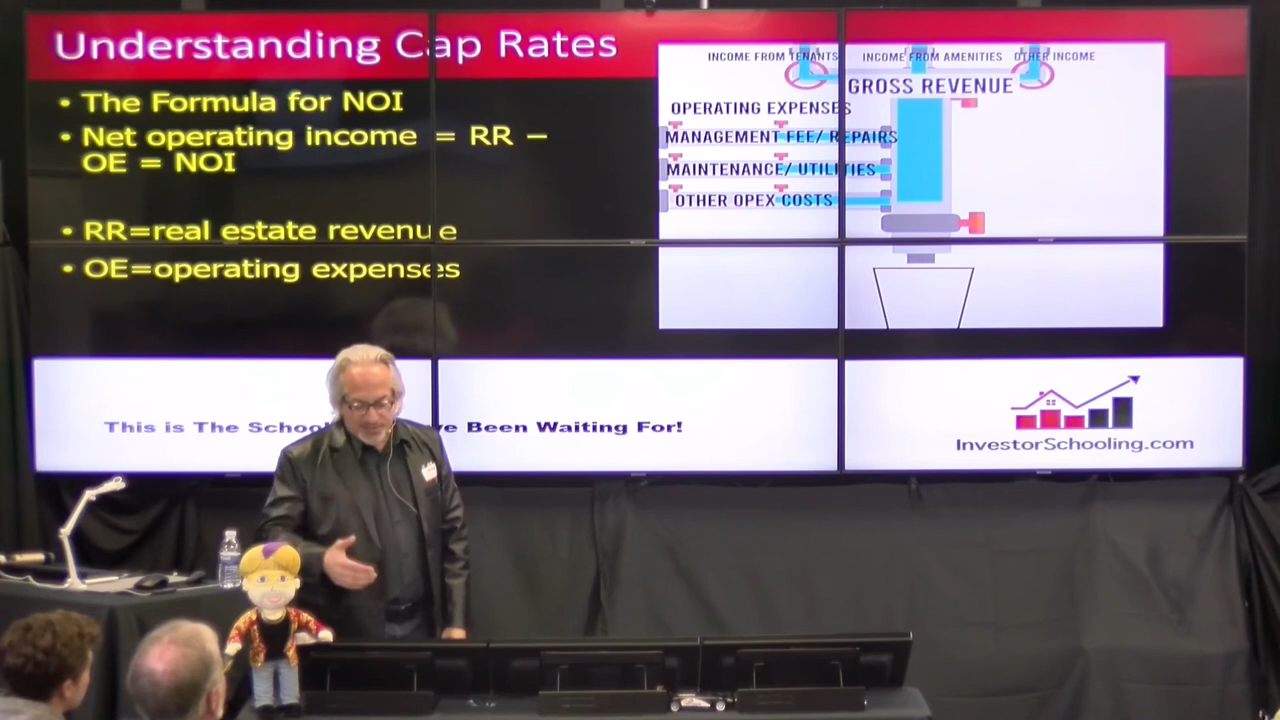 Understanding Cap Rates
• The Formula for NOI
• Net operating income = RR –
OE = NOI
• RR=real estate revenue
• OE=operating expenses
INCOME FROM TENANTS
INCOME FROM AMENITIES
OTHER INCOME
GROSS REVENUE
OPERATING EXPENSES
MANAGEMENT FEE/ REPAIRS
MAINTENANCE/ UTILITIES
OTHER OPEX COSTS
This is The School ve Been Waiting For!
InvestorSchooling.com